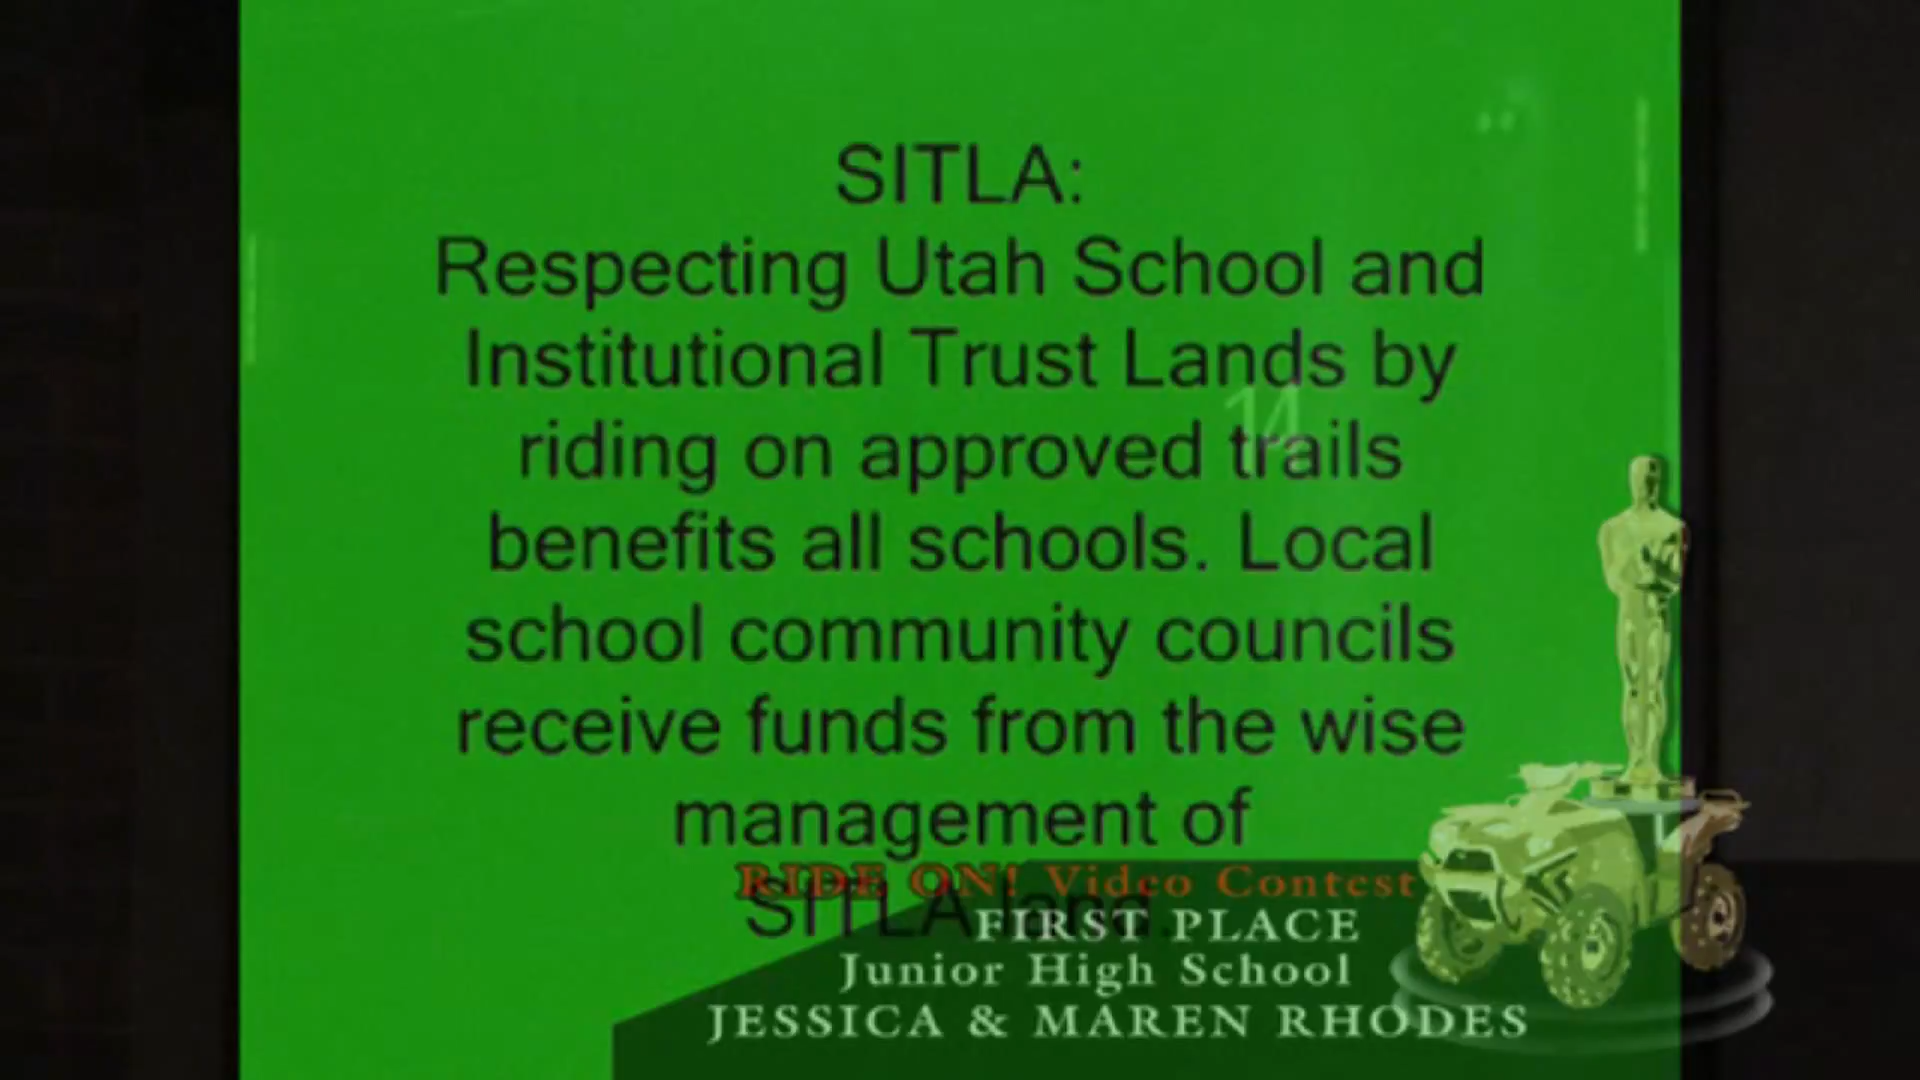 SITLA:
Respecting Utah School and
Institutional Trust Lands by
riding on approved trails
benefits all schools. Local
school community councils
receive funds from the wise
management of
SITLA land.
14
RIDE ON! Video Contest
FIRST PLACE
Junior High School
JESSICA & MAREN RHODES